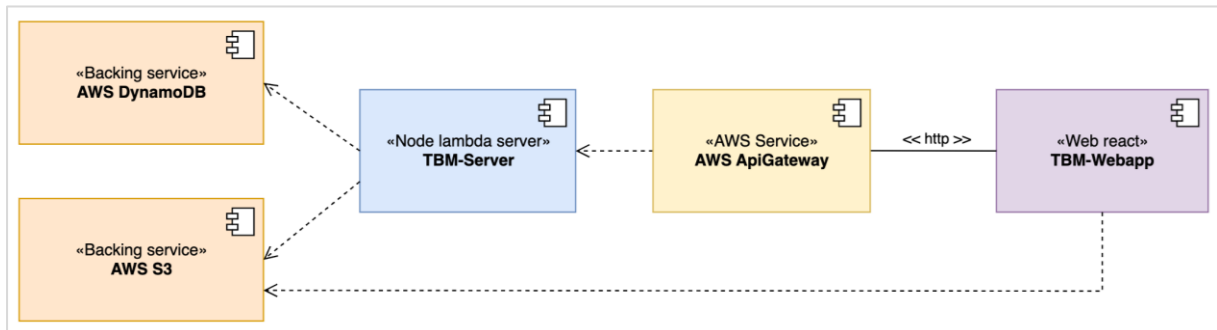 «Backing service»
AWS DynamoDB
«Node lambda server»
TBM-Server
«AWS Service»
AWS ApiGateway
<< http >>
«Web react»
TBM-Webapp
«Backing service»
AWS S3